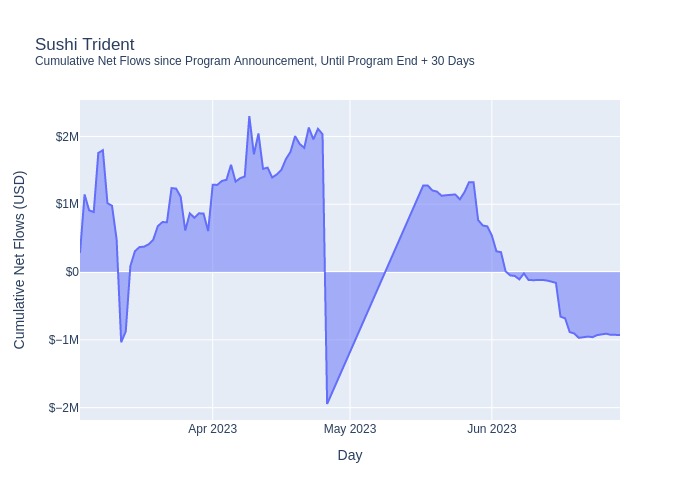 Sushi Trident
Cumulative Net Flows since Program Announcement, Until Program End + 30 Days
Cumulative Net Flows (USD)
$2M
$1M
$0
$−1M
$−2M
Apr 2023
May 2023
Jun 2023
Day